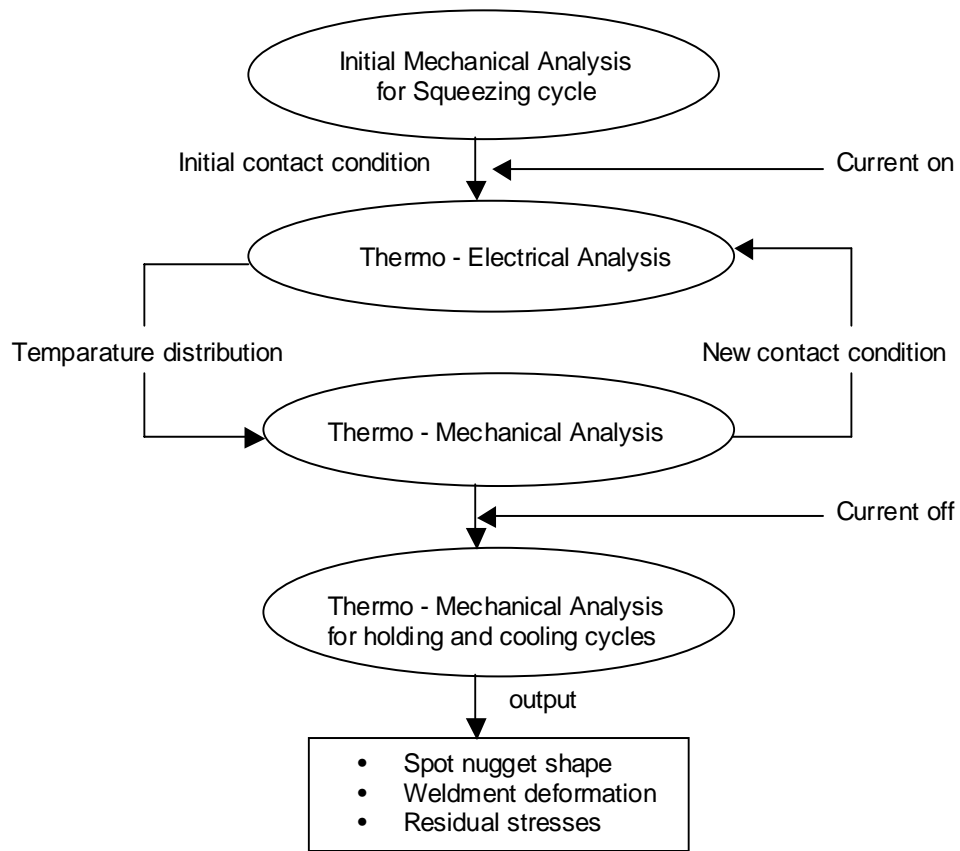 Initial Mechanical Analysis
for Squeezing cycle
Initial contact condition
Current on
Thermo - Electrical Analysis
Temparature distribution
New contact condition
Thermo - Mechanical Analysis
Current off
Thermo - Mechanical Analysis
for holding and cooling cycles
output
• Spot nugget shape
• Weldment deformation
• Residual stresses